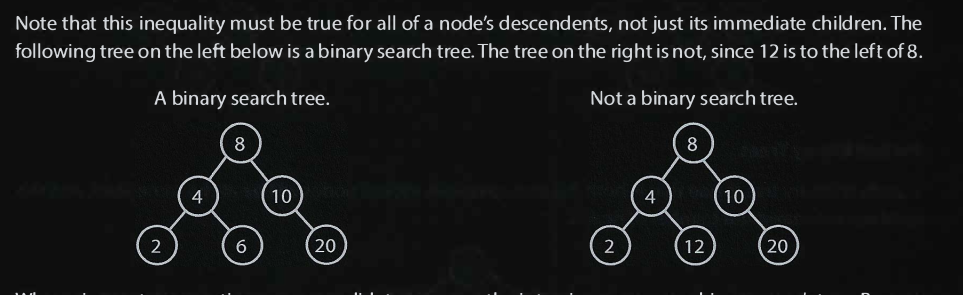 Note that this inequality must be true for all of a node's descendents, not just its immediate children. The
following tree on the left below is a binary search tree. The tree on the right is not, since 12 is to the left of 8.
A binary search tree.
8
4 10
2 6 20
Not a binary search tree.
8
4 10
2 12 20